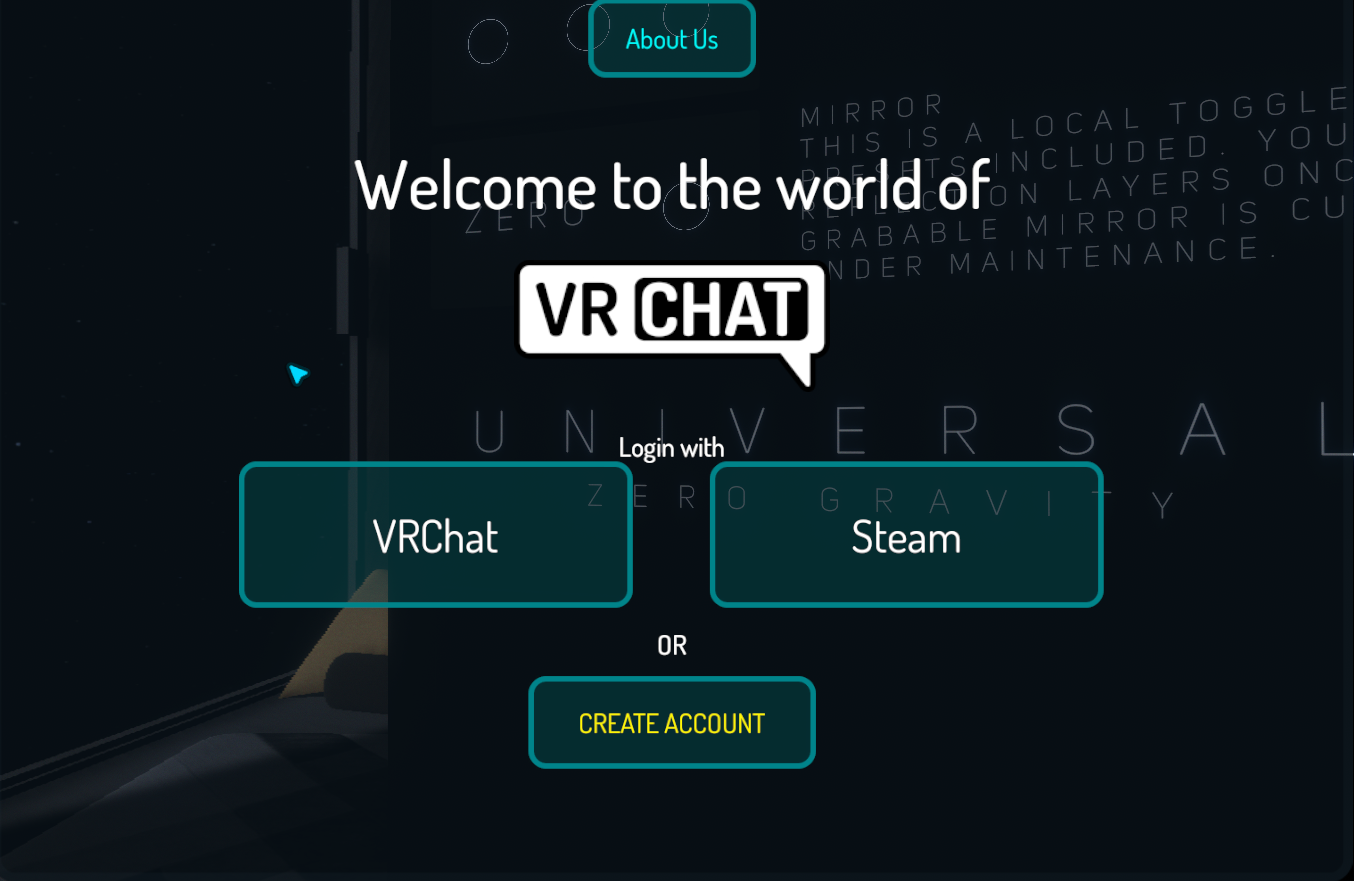 About Us
MIRROR
THIS IS A LOCAL TOGGLE
PRESETS INCLUDED. YOU
REFLECTION LAYERS ONC
GRABABLE MIRROR IS CU
UNDER MAINTENANCE.
Welcome to the world of
ZERO
VR CHAT
UNIVERSAL
Login with
ZERO GRAVITY
VRChat
Steam
OR
CREATE ACCOUNT